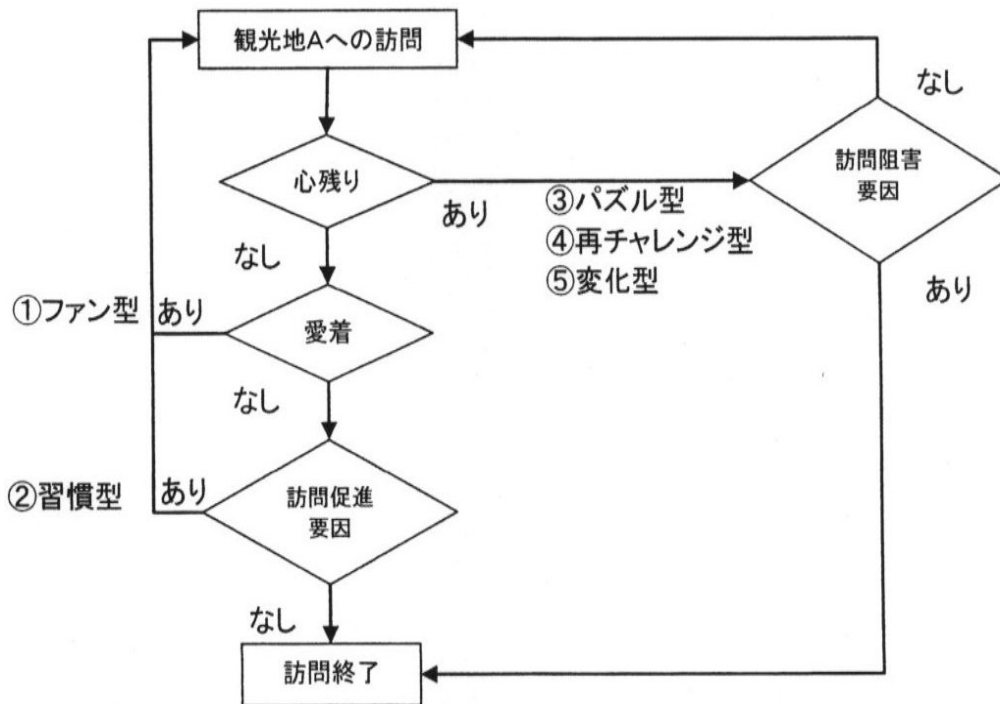 観光地Aへの訪問
なし
訪問阻害
要因
心残り
あり
③パズル型
④再チャレンジ型
⑤変化型
なし
あり
①ファン型
あり
愛着
なし
②習慣型
あり
訪問促進
要因
なし
訪問終了